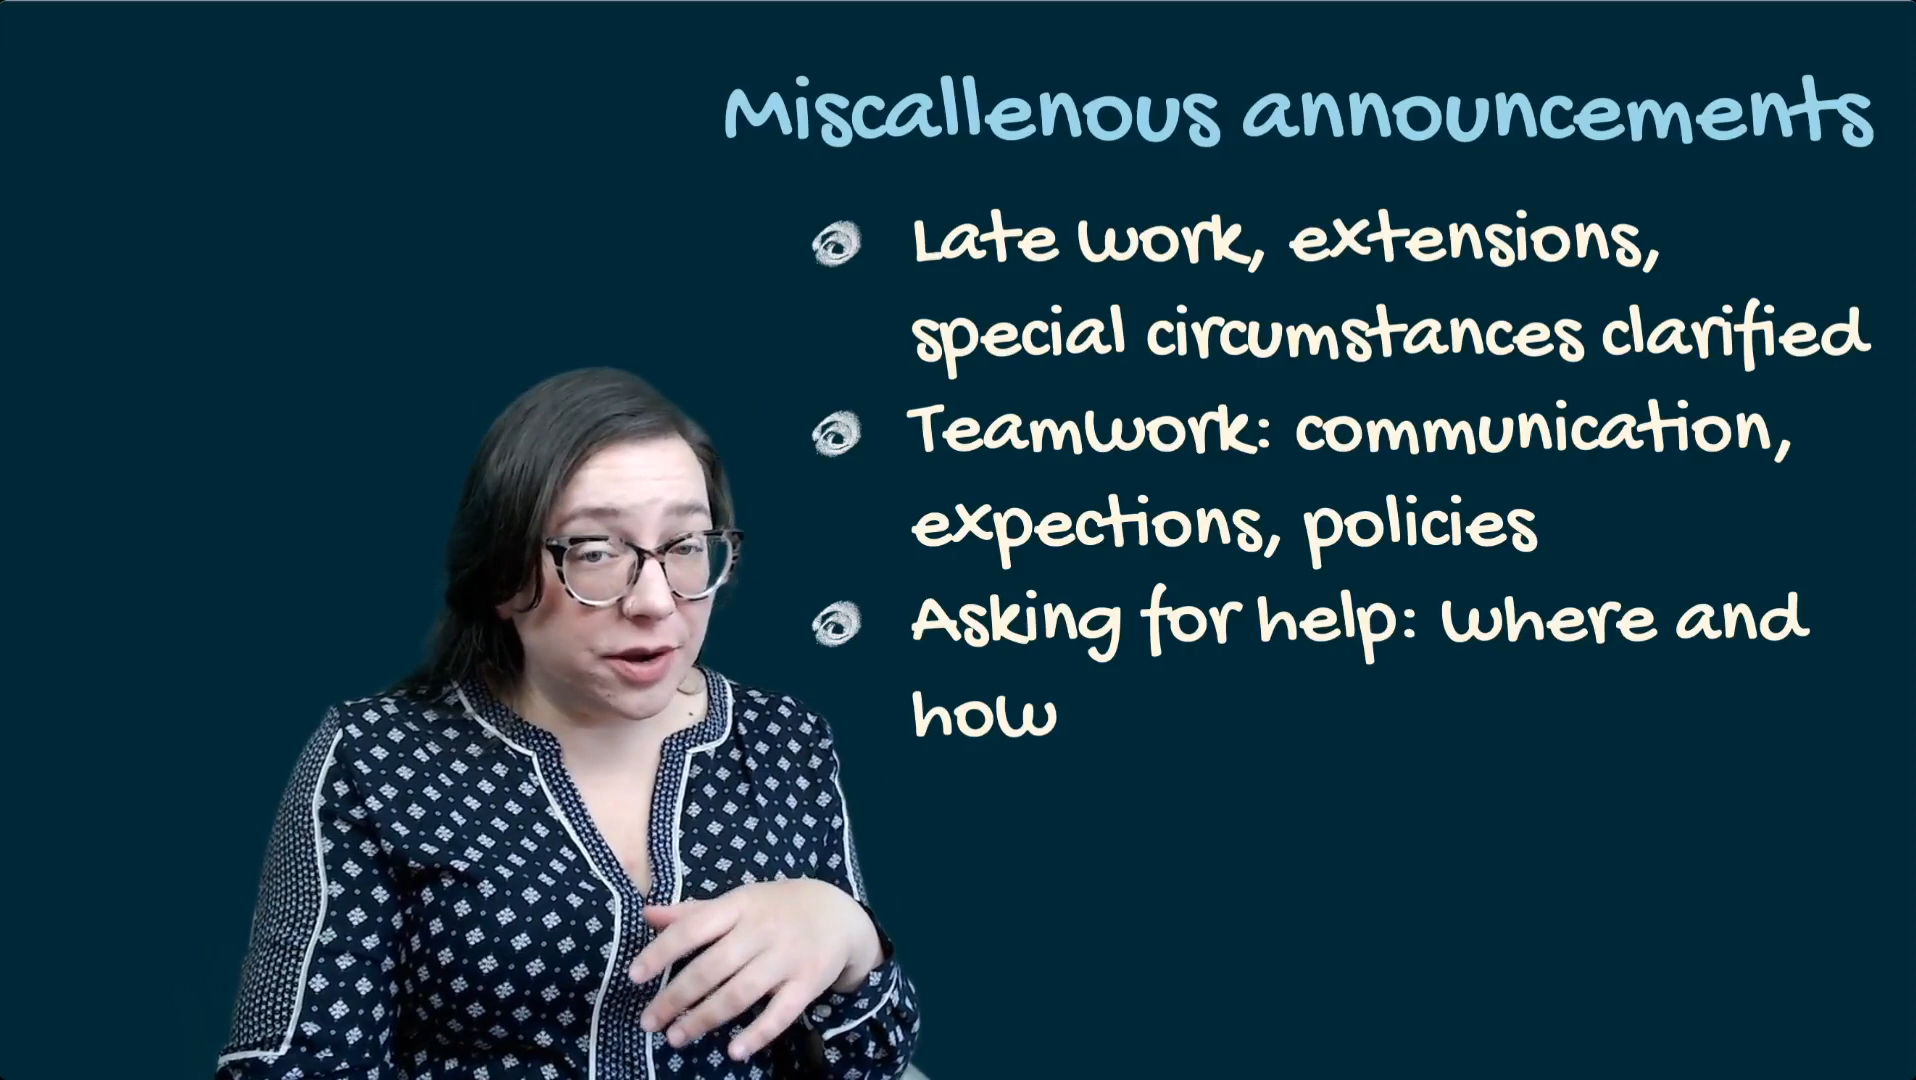 Miscallenous announcements
Late work, extensions,
special circumstances clarified
Teamwork: communication,
expections, policies
Asking for help: where and
how